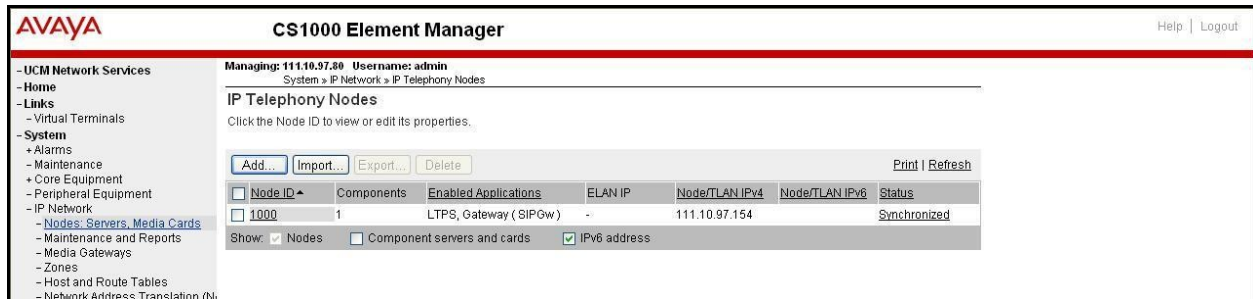 AVAYA
CS1000 Element Manager
Help | Logout
- UCM Network Services
- Home
- Links
- Virtual Terminals
- System
+ Alarms
- Maintenance
+ Core Equipment
- Peripheral Equipment
- IP Network
- Nodes: Servers, Media Cards
- Maintenance and Reports
- Media Gateways
- Zones
- Host and Route Tables
- Network Address Translation (N
Managing: 111.10.97.80 Username: admin
System » IP Network » IP Telephony Nodes
IP Telephony Nodes
Click the Node ID to view or edit its properties.
Add... Import... Export... Delete Print | Refresh
Node ID Components Enabled Applications ELAN IP Node/TLAN IPv4 Node/TLAN IPv6 Status
1000 1 LTPS, Gateway ( SIPGw ) - 111.10.97.154 Synchronized
Show: Nodes Component servers and cards IPv6 address